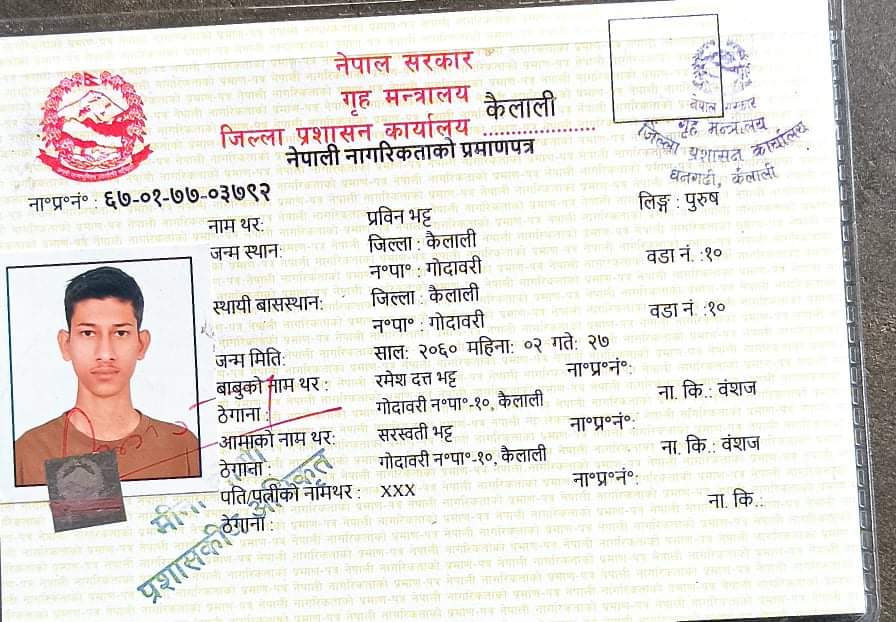 नेपाल सरकार
गृह मन्त्रालय
जिल्ला प्रशासन कार्यालय कैलाली
नेपाली नागरिकताको प्रमाणपत्र
नेपाल सरकार
गृह मन्त्रालय
जिल्ला प्रशासन कार्यालय
धनगढी, कैलाली
ना॰प्र॰नं॰ : ६७-०१-७७-०३७९२
लिङ्ग : पुरुष
नाम थर: प्रविन भट्ट
जन्म स्थान: जिल्ला : कैलाली
न॰पा॰ : गोदावरी वडा नं. :१०
स्थायी बासस्थान: जिल्ला : कैलाली
न॰पा॰ : गोदावरी वडा नं. :१०
जन्म मिति: साल: २०६० महिना: ०२ गते: २७
बाबुको नाम थर : रमेश दत्त भट्ट ना॰प्र॰नं॰:
ठेगाना : गोदावरी न॰पा॰-१०, कैलाली ना. कि.: वंशज
आमाको नाम थर: सरस्वती भट्ट ना॰प्र॰नं॰:
ठेगाना : गोदावरी न॰पा॰-१०, कैलाली ना. कि.: वंशज
पति/पत्नीको नामथर : XXX ना॰प्र॰नं॰:
ठेगाना : ना. कि.:
प्रशासकीय अधिकृत